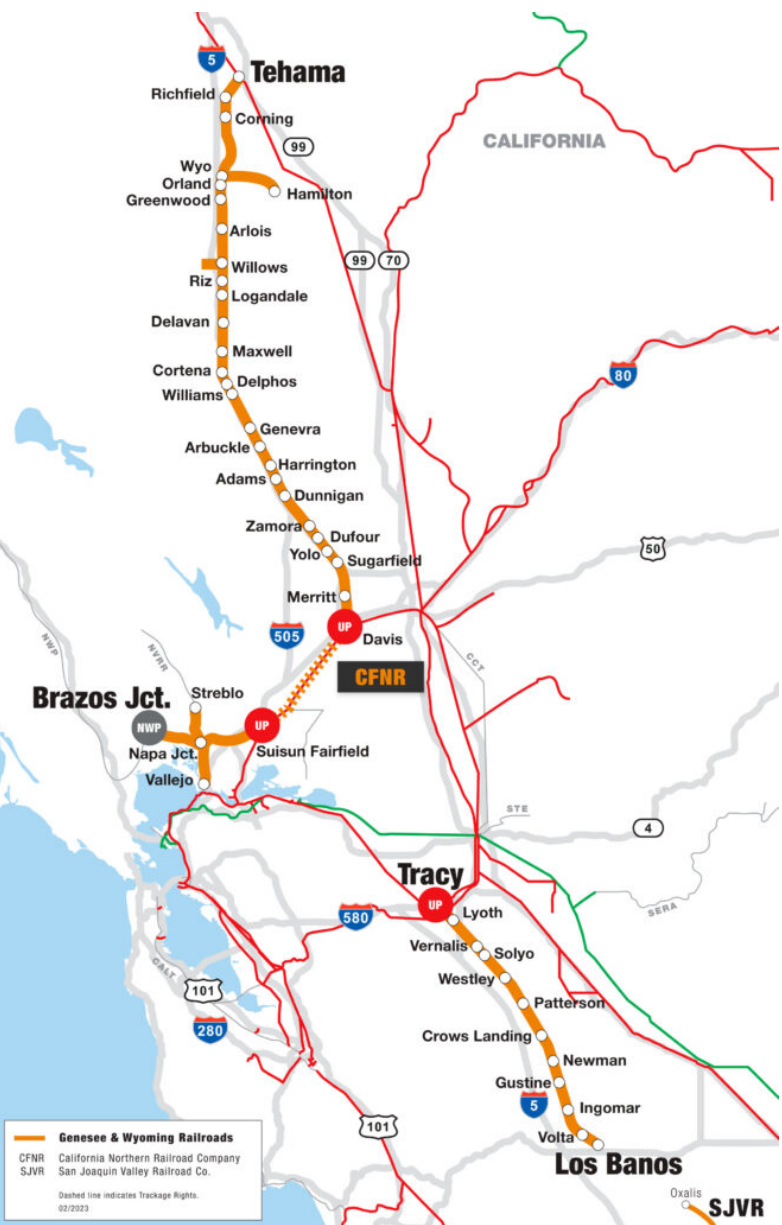 5
Tehama
Richfield
Corning
99
CALIFORNIA
Wyo
Orland
Greenwood
Hamilton
Arlois
99
70
Willows
Riz
Logandale
Delavan
Maxwell
Cortena
Delphos
Williams
80
Genevra
Arbuckle
Harrington
Adams
Dunnigan
Zamora
Dufour
Yolo
Sugarfield
50
Merritt
UP
Davis
505
NWP
NVRR
CCT
CFNR
Brazos Jct.
Streblo
NWP
UP
Napa Jct.
Suisun Fairfield
Vallejo
STE
4
Tracy
UP
Lyoth
580
SERA
Vernalis
Solyo
CALT
Westley
101
Patterson
280
Crows Landing
Newman
Gustine
5
Ingomar
101
Volta
Los Banos
Genesee & Wyoming Railroads
CFNR California Northern Railroad Company
SJVR San Joaquin Valley Railroad Co.
Dashed line indicates Trackage Rights.
02/2023
Oxalis
SJVR